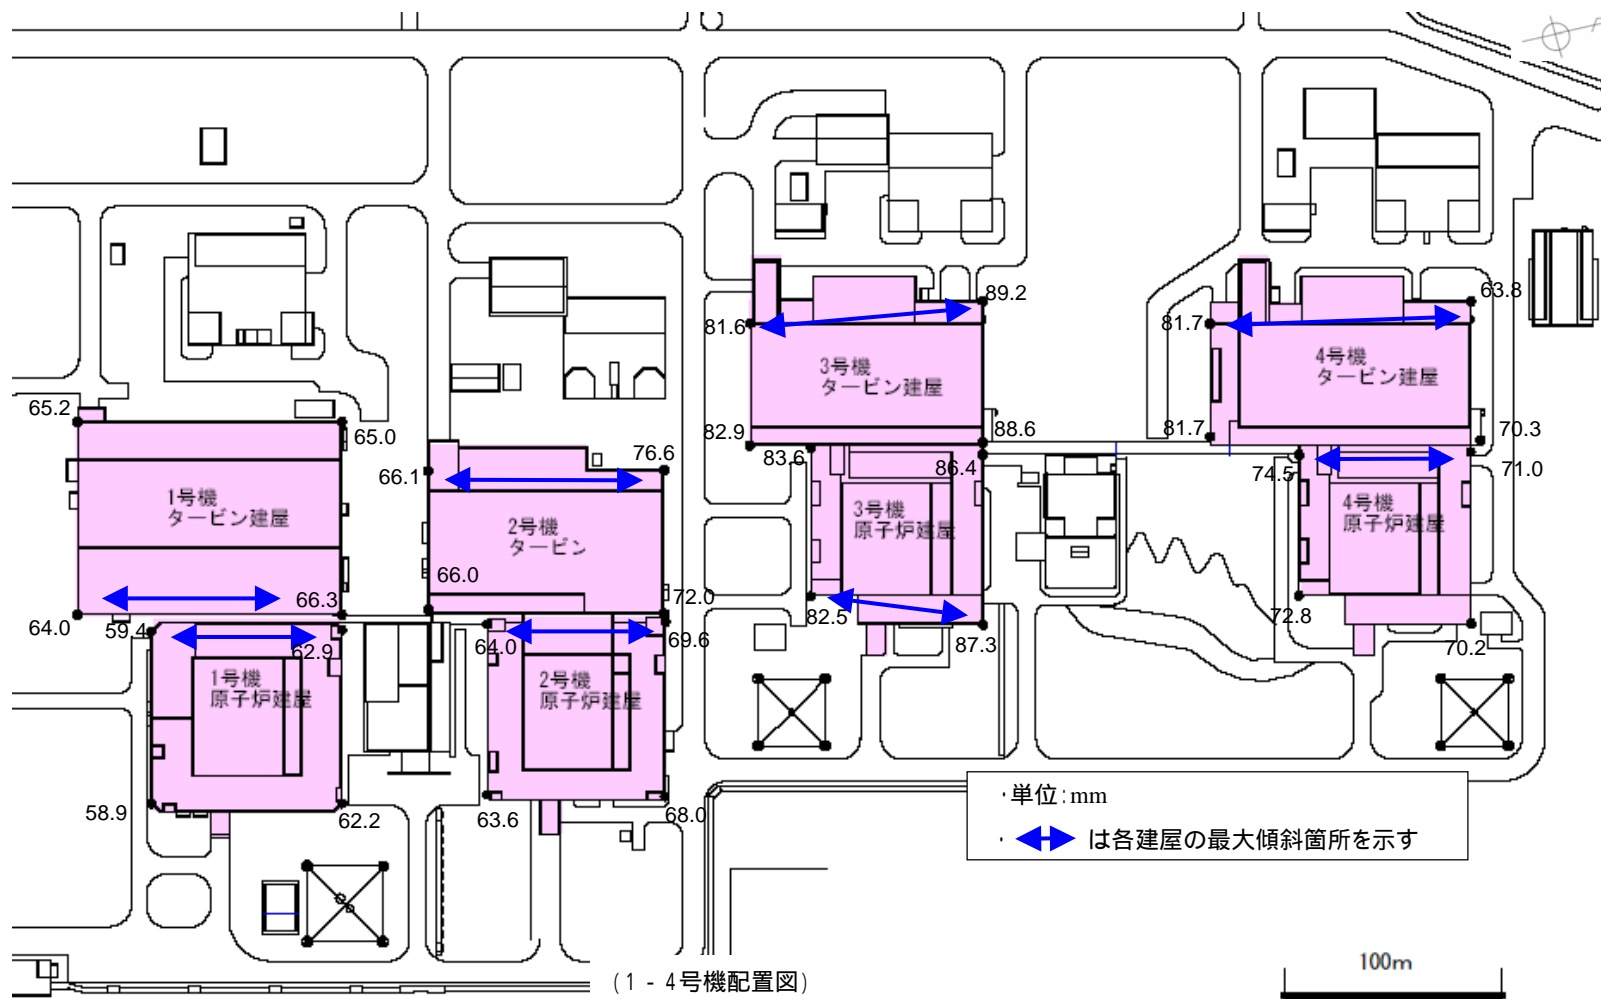 89.2
63.8
81.6
81.7
3号機
タービン建屋
4号機
タービン建屋
65.2
65.0
82.9
88.6
81.7
70.3
76.6
83.6
86.4
74.5
71.0
66.1
1号機
タービン建屋
2号機
タービン
3号機
原子炉建屋
4号機
原子炉建屋
66.0
66.3
72.0
64.0
59.4
62.9
64.0
69.6
82.5
87.3
72.8
70.2
1号機
原子炉建屋
2号機
原子炉建屋
58.9
62.2
63.6
68.0
・単位:mm
・は各建屋の最大傾斜箇所を示す
100m
(1-4号機配置図)